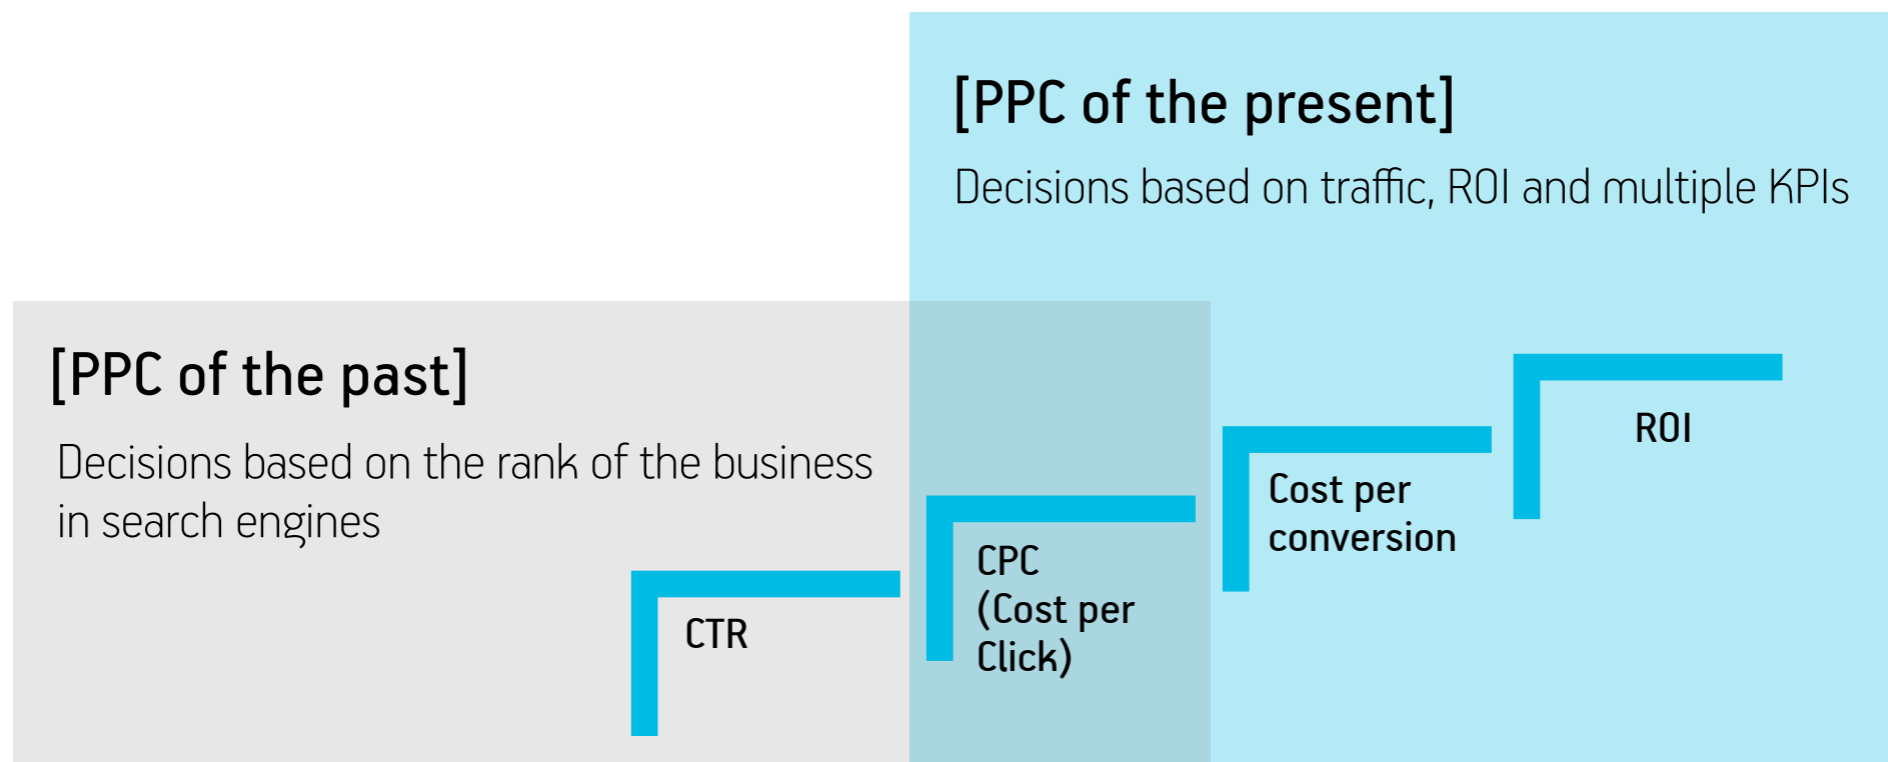 [PPC of the present]
Decisions based on traffic, ROI and multiple KPIs
[PPC of the past]
Decisions based on the rank of the business
in search engines
CTR
CPC
(Cost per
Click)
Cost per
conversion
ROI